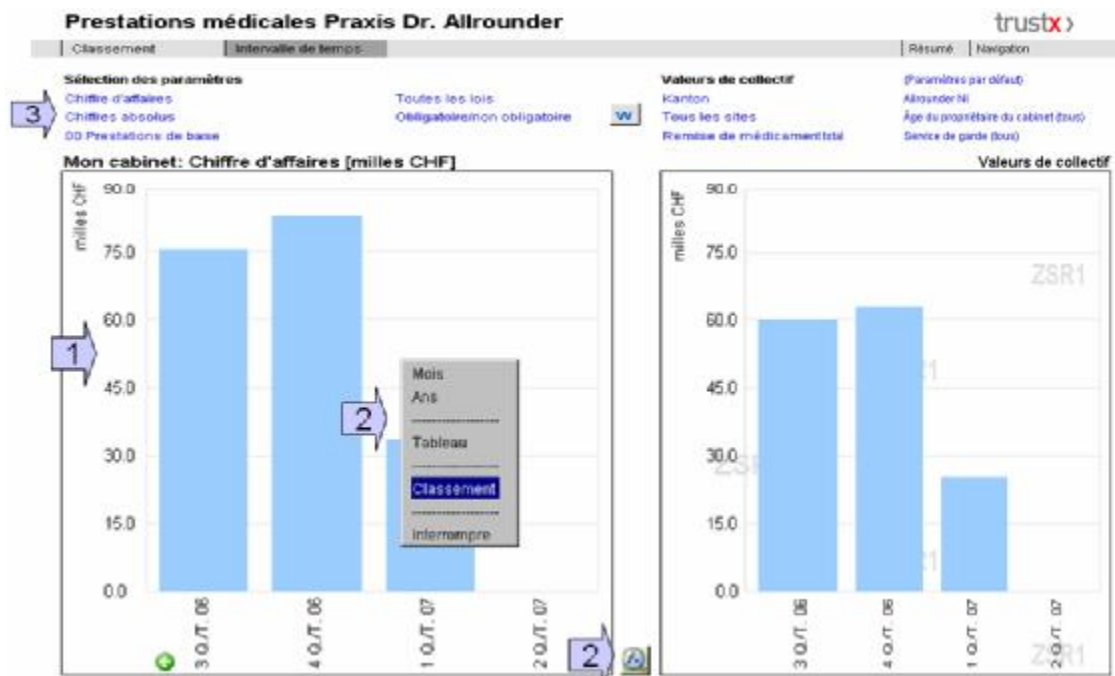 Prestations médicales Praxis Dr. Allrounder
trustx
Classement Intervalle de temps Résumé Navigation
Sélection des paramètres Valeurs de collectif (Paramètres par défaut)
Chiffre d'affaires Toutes les lois Kanton Allrounder NI
3 Chiffres absolus Obligatoire/non obligatoire W Tous les sites Âge du propriétaire du cabinet (tous)
00 Prestations de base Remise de médicament total Service de garde (tous)
Mon cabinet: Chiffre d'affaires [milles CHF] Valeurs de collectif
milles CHF
90.0
75.0
60.0
1
45.0
30.0
15.0
0.0
3 Q./T. 06
4 Q./T. 06
1 Q./T. 07
2 Q./T. 07
2
Mois
Ans
Tableau
Classement
Interrompre
2
milles CHF
90.0
75.0
60.0
45.0
30.0
15.0
0.0
3 Q./T. 06
4 Q./T. 06
1 Q./T. 07
2 Q./T. 07
ZSR1
ZSR1